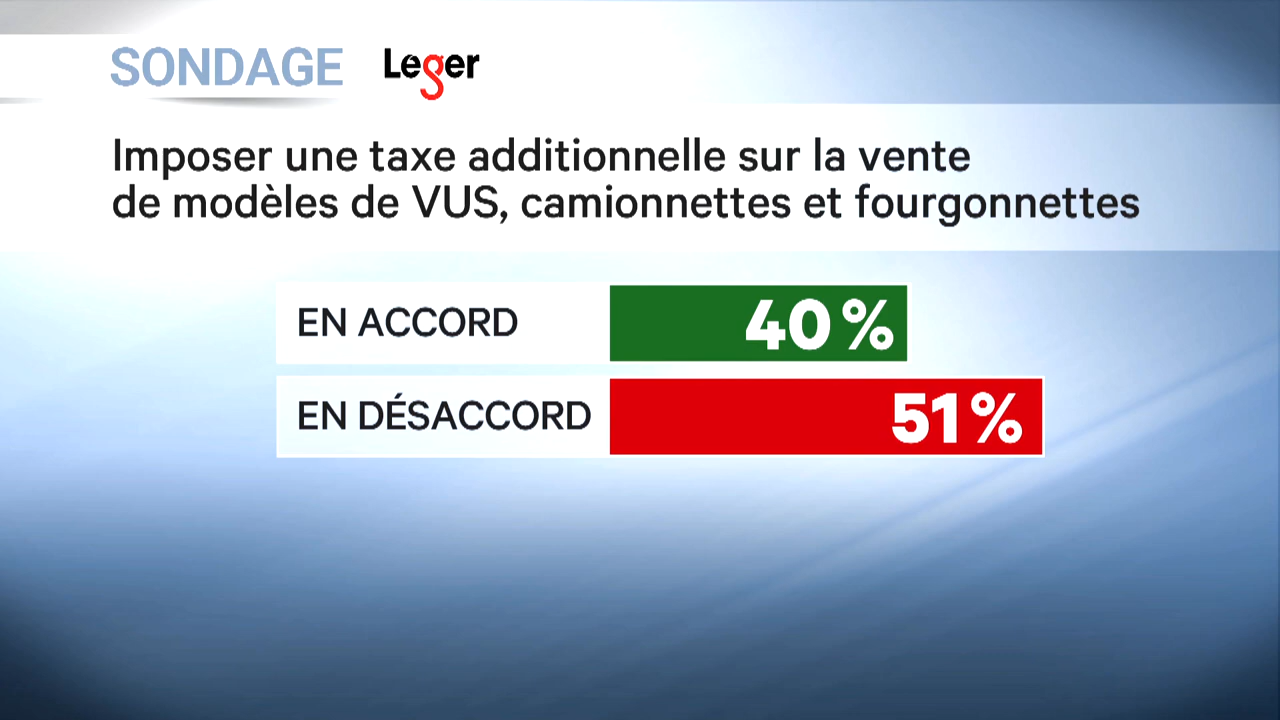 SONDAGE Leger
Imposer une taxe additionnelle sur la vente
de modèles de VUS, camionnettes et fourgonnettes
EN ACCORD 40 %
EN DÉSACCORD 51 %